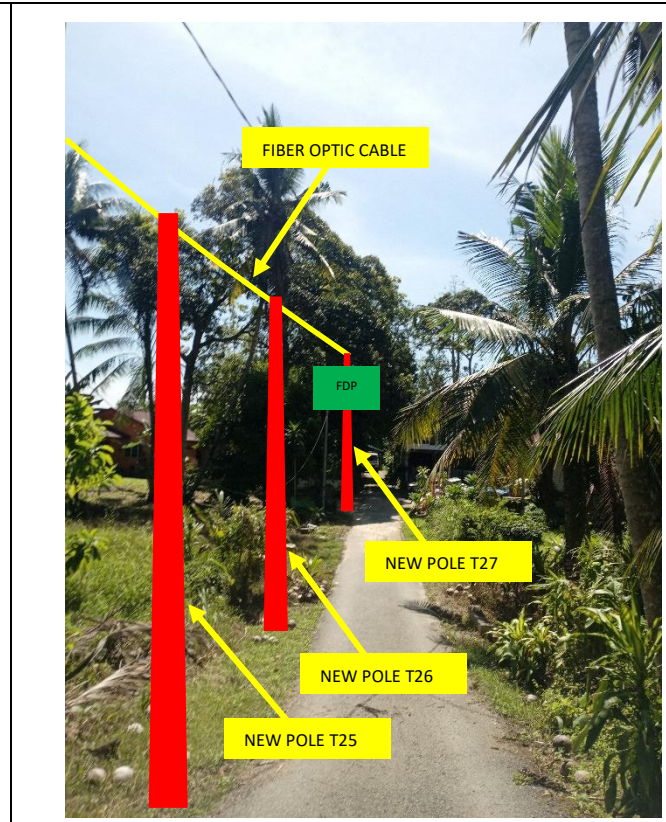 FIBER OPTIC CABLE
FDP
NEW POLE T27
NEW POLE T26
NEW POLE T25